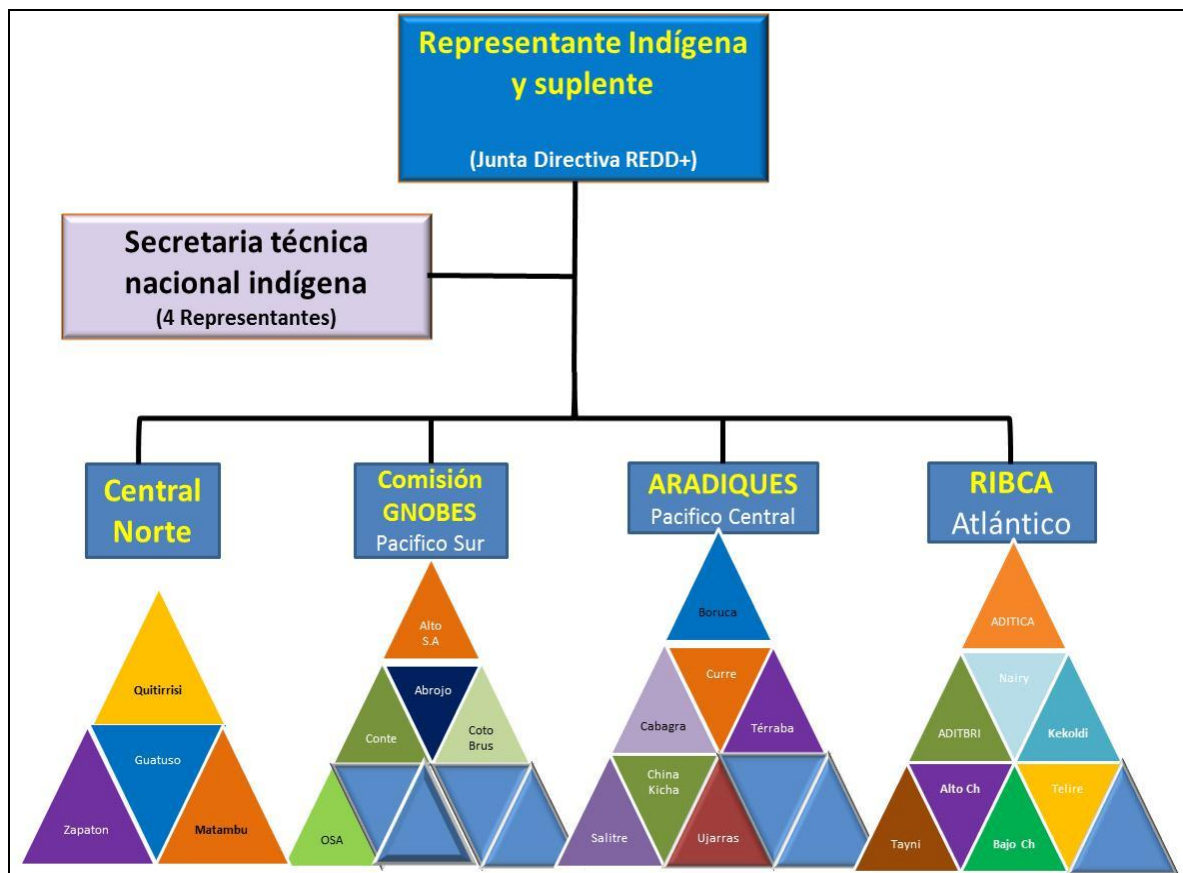 Representante Indígena
y suplente
(Junta Directiva REDD+)
Secretaria técnica
nacional indígena
(4 Representantes)
Central
Norte
Comisión
GNOBES
Pacifico Sur
ARADIQUES
Pacifico Central
RIBCA
Atlántico
Quitirrisi
Guatuso
Zapaton
Matambu
Alto
S.A
Abrojo
Conte
Coto
Brus
OSA
Boruca
Curre
Cabagra
Térraba
China
Kicha
Salitre
Ujarras
ADITICA
Nairy
ADITBRI
Kekoldi
Alto Ch
Telire
Tayni
Bajo Ch